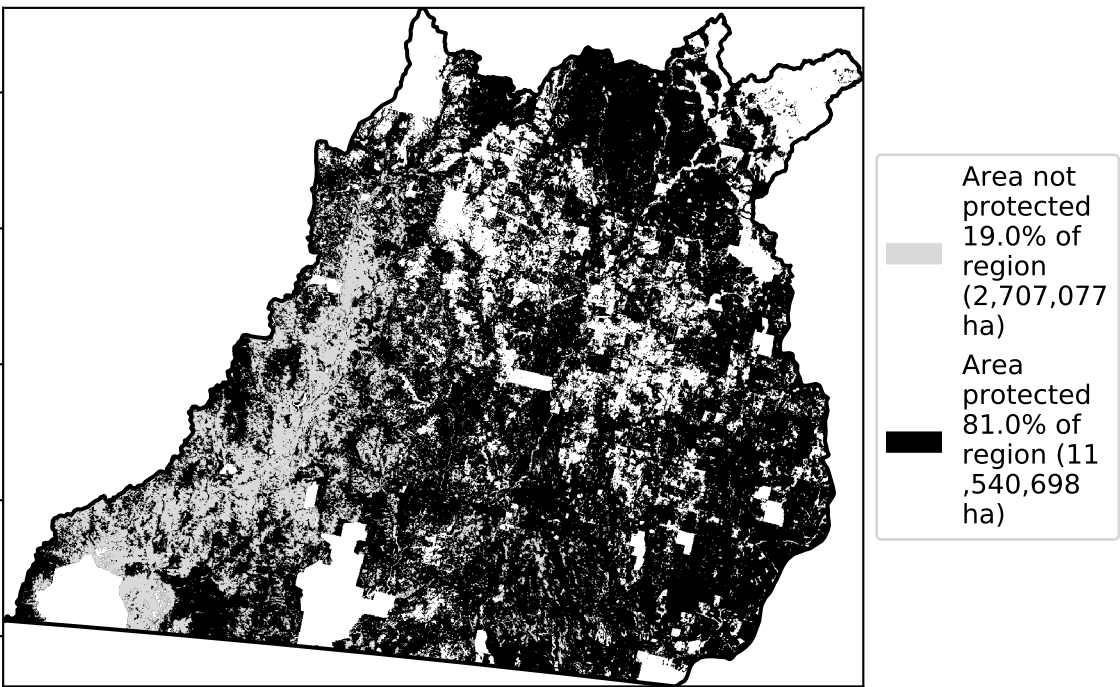 Area not
protected
19.0% of
region
(2,707,077
ha)
Area
protected
81.0% of
region (11
,540,698
ha)